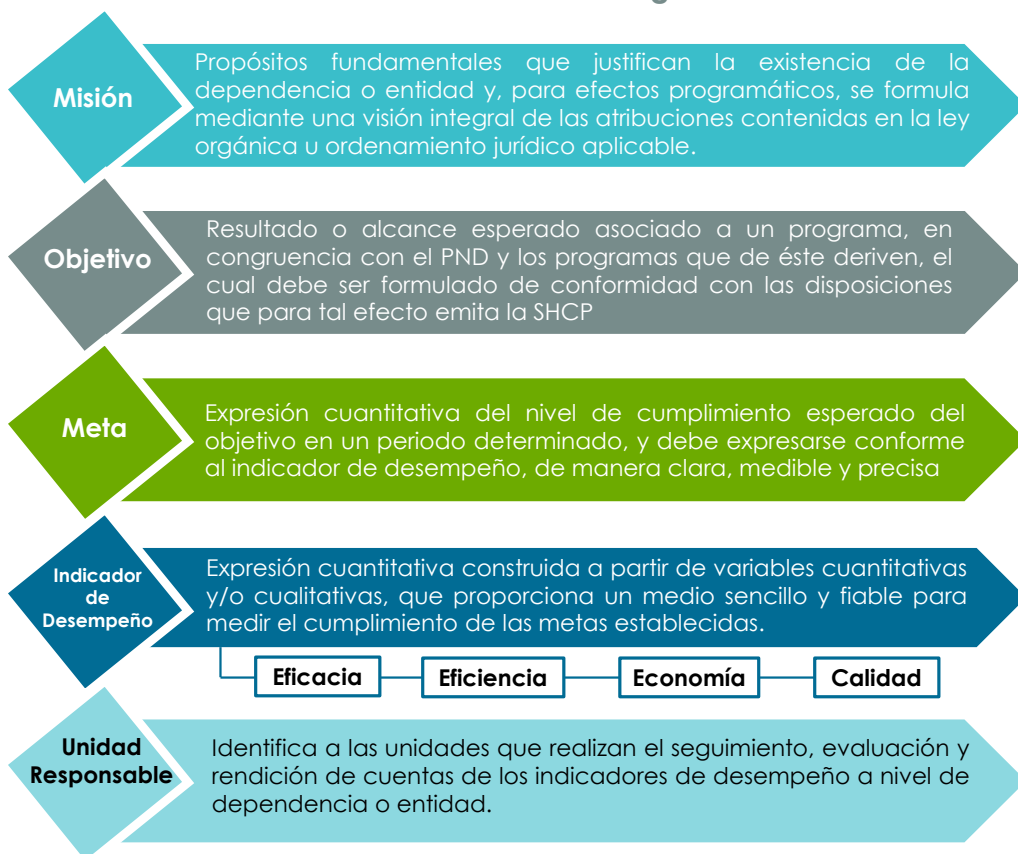 Misión
Propósitos fundamentales que justifican la existencia de la
dependencia o entidad y, para efectos programáticos, se formula
mediante una visión integral de las atribuciones contenidas en la ley
orgánica u ordenamiento jurídico aplicable.
Objetivo
Resultado o alcance esperado asociado a un programa, en
congruencia con el PND y los programas que de éste deriven, el
cual debe ser formulado de conformidad con las disposiciones
que para tal efecto emita la SHCP
Meta
Expresión cuantitativa del nivel de cumplimiento esperado del
objetivo en un periodo determinado, y debe expresarse conforme
al indicador de desempeño, de manera clara, medible y precisa
Indicador
de
Desempeño
Expresión cuantitativa construida a partir de variables cuantitativas
y/o cualitativas, que proporciona un medio sencillo y fiable para
medir el cumplimiento de las metas establecidas.
Eficacia
Eficiencia
Economía
Calidad
Unidad
Responsable
Identifica a las unidades que realizan el seguimiento, evaluación y
rendición de cuentas de los indicadores de desempeño a nivel de
dependencia o entidad.